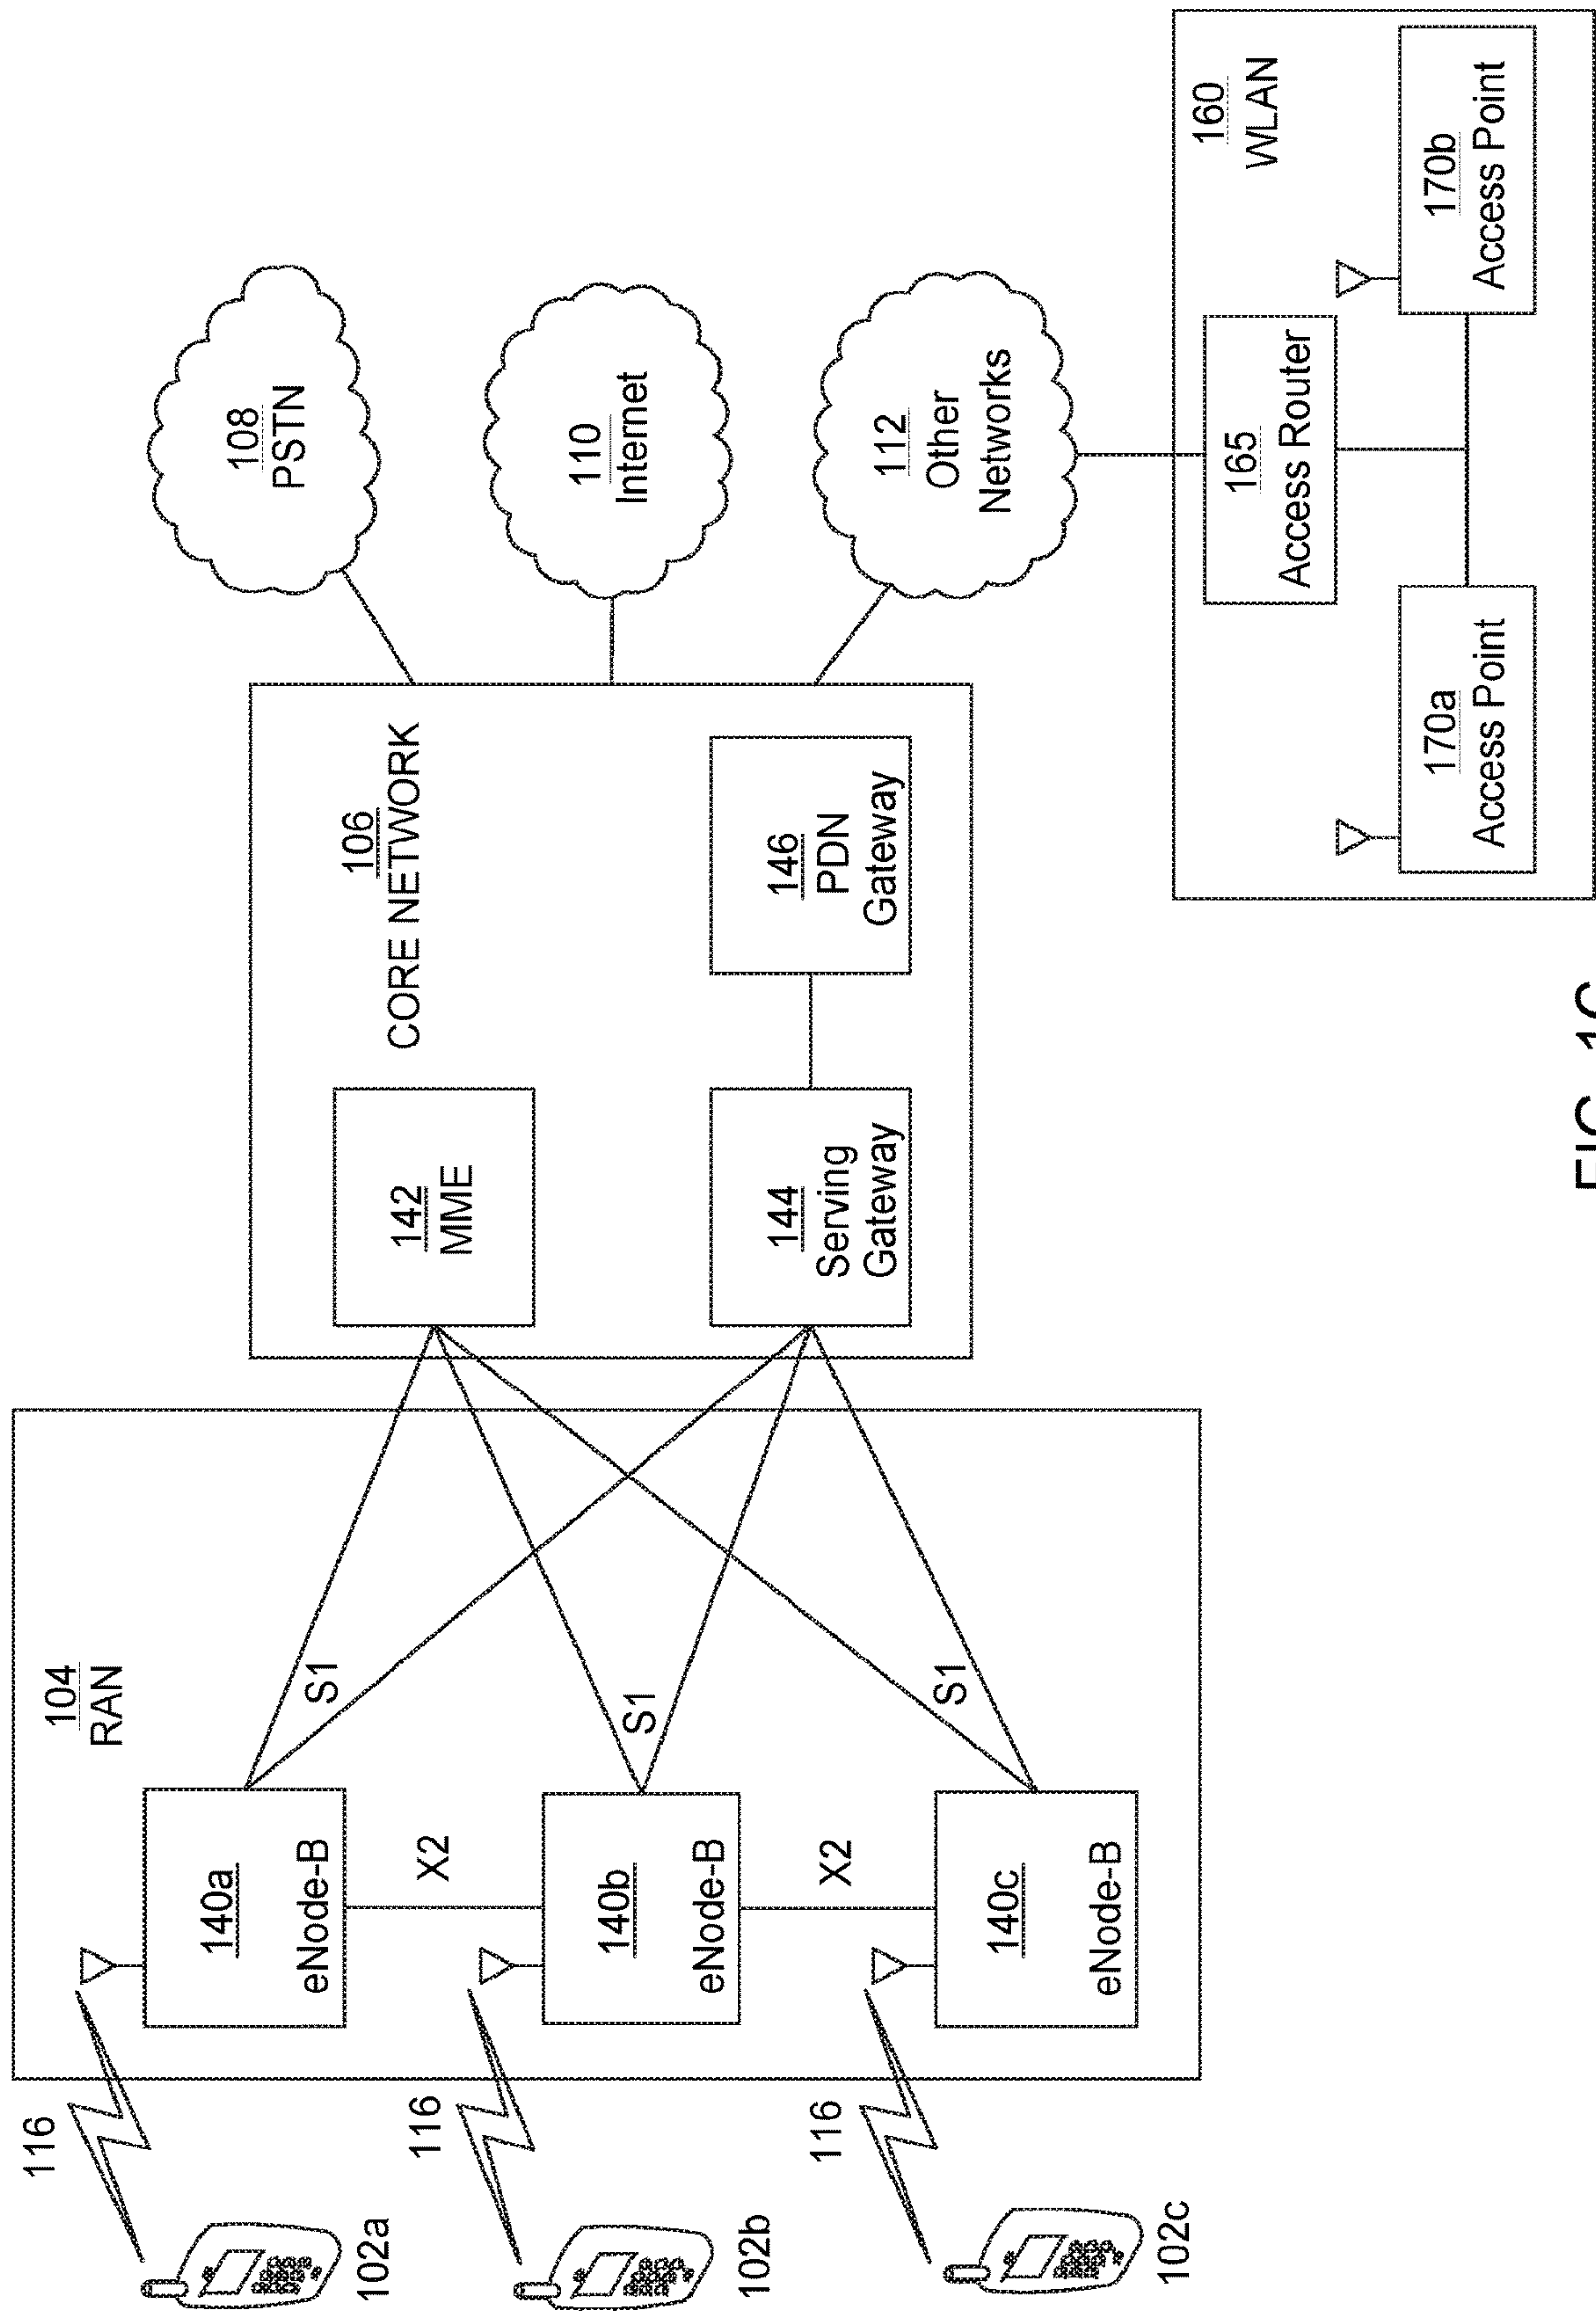 116
102a
116
102b
116
102c
104
RAN
140a
eNode-B
X2
140b
eNode-B
X2
140c
eNode-B
S1
S1
S1
106
CORE NETWORK
142
MME
144
Serving
Gateway
146
PDN
Gateway
108
PSTN
110
Internet
112
Other
Networks
160
WLAN
165
Access Router
170a
Access Point
170b
Access Point
FIG. 1C